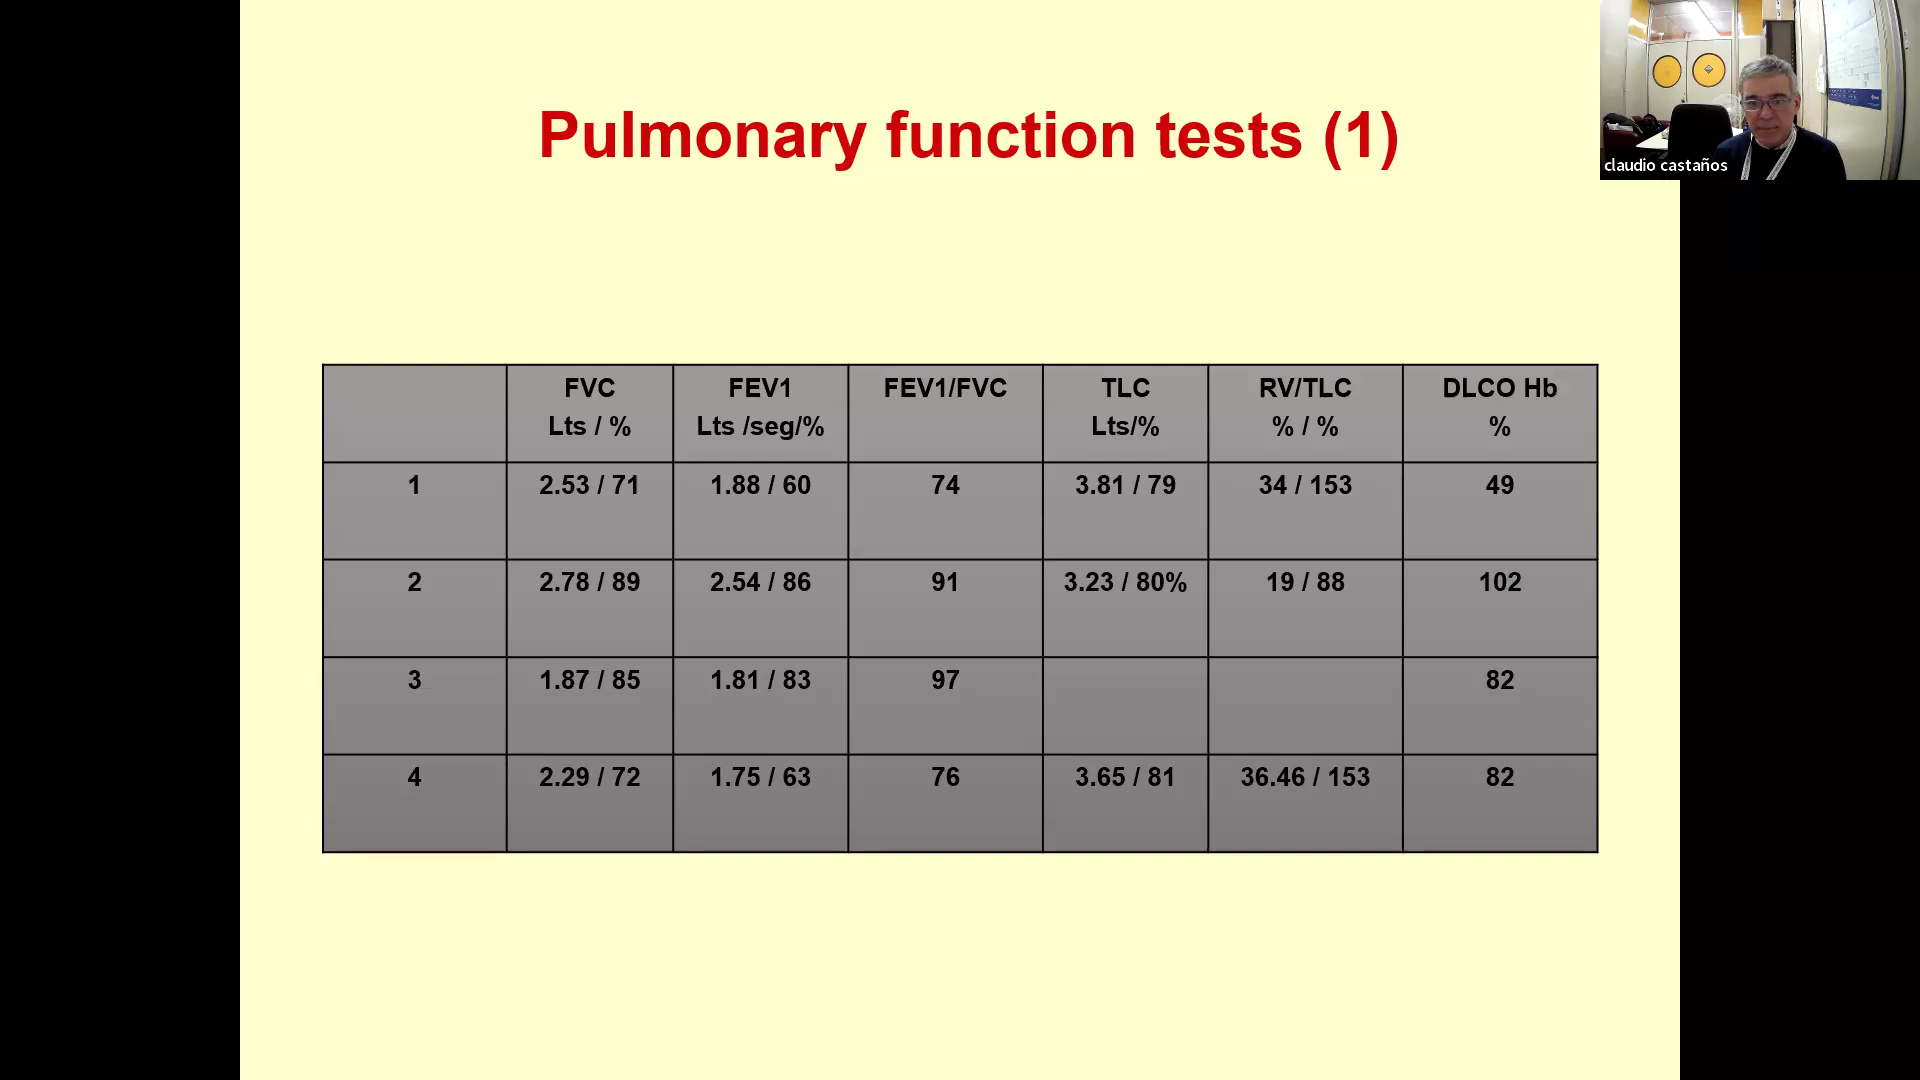 Pulmonary function tests (1)
claudio castaños
FVC FEV1 FEV1/FVC TLC RV/TLC DLCO Hb
Lts / % Lts /seg/% Lts/% % / % %
1 2.53 / 71 1.88 / 60 74 3.81 / 79 34 / 153 49
2 2.78 / 89 2.54 / 86 91 3.23 / 80% 19 / 88 102
3 1.87 / 85 1.81 / 83 97 82
4 2.29 / 72 1.75 / 63 76 3.65 / 81 36.46 / 153 82